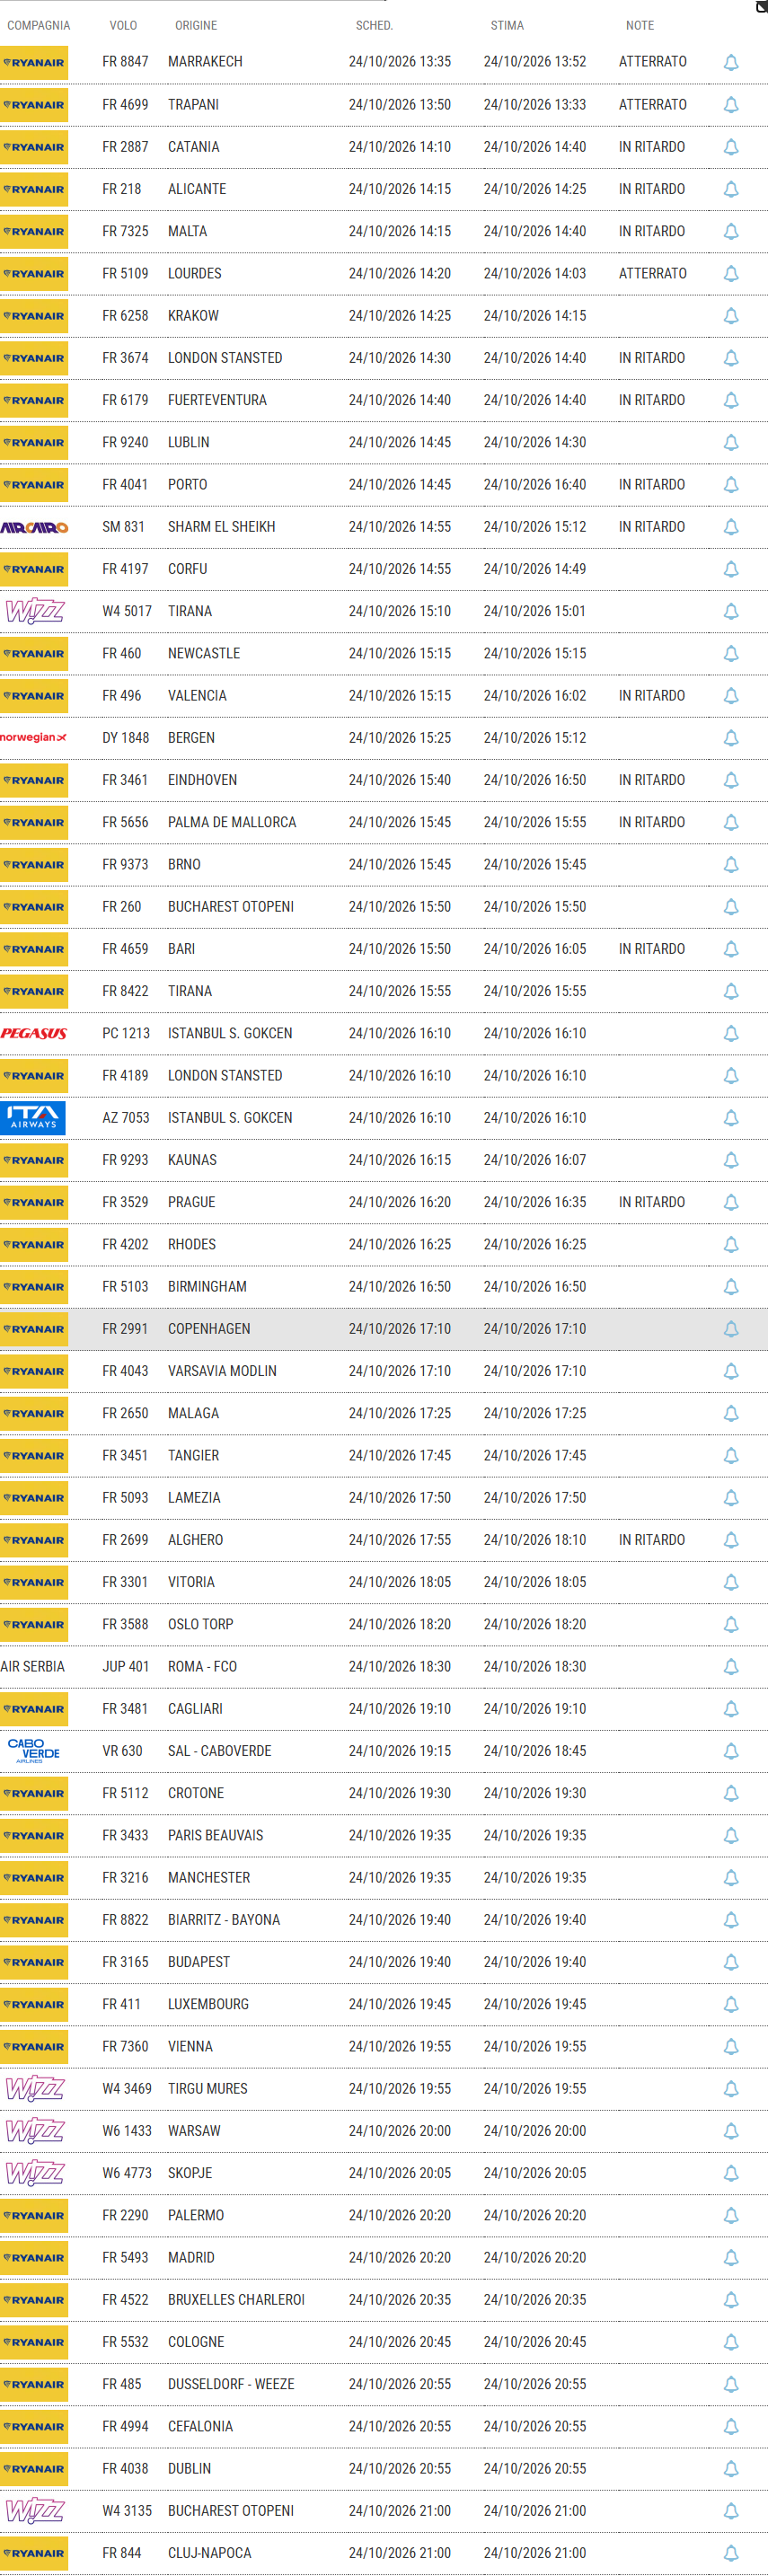 COMPAGNIA VOLO ORIGINE SCHED. STIMA NOTE
RYANAIR FR 8847 MARRAKECH 24/10/2026 13:35 24/10/2026 13:52 ATTERRATO
RYANAIR FR 4699 TRAPANI 24/10/2026 13:50 24/10/2026 13:33 ATTERRATO
RYANAIR FR 2887 CATANIA 24/10/2026 14:10 24/10/2026 14:40 IN RITARDO
RYANAIR FR 218 ALICANTE 24/10/2026 14:15 24/10/2026 14:25 IN RITARDO
RYANAIR FR 7325 MALTA 24/10/2026 14:15 24/10/2026 14:40 IN RITARDO
RYANAIR FR 5109 LOURDES 24/10/2026 14:20 24/10/2026 14:03 ATTERRATO
RYANAIR FR 6258 KRAKOW 24/10/2026 14:25 24/10/2026 14:15
RYANAIR FR 3674 LONDON STANSTED 24/10/2026 14:30 24/10/2026 14:40 IN RITARDO
RYANAIR FR 6179 FUERTEVENTURA 24/10/2026 14:40 24/10/2026 14:40 IN RITARDO
RYANAIR FR 9240 LUBLIN 24/10/2026 14:45 24/10/2026 14:30
RYANAIR FR 4041 PORTO 24/10/2026 14:45 24/10/2026 16:40 IN RITARDO
AIRCAIRO SM 831 SHARM EL SHEIKH 24/10/2026 14:55 24/10/2026 15:12 IN RITARDO
RYANAIR FR 4197 CORFU 24/10/2026 14:55 24/10/2026 14:49
WIZZ W4 5017 TIRANA 24/10/2026 15:10 24/10/2026 15:01
RYANAIR FR 460 NEWCASTLE 24/10/2026 15:15 24/10/2026 15:15
RYANAIR FR 496 VALENCIA 24/10/2026 15:15 24/10/2026 16:02 IN RITARDO
norwegian DY 1848 BERGEN 24/10/2026 15:25 24/10/2026 15:12
RYANAIR FR 3461 EINDHOVEN 24/10/2026 15:40 24/10/2026 16:50 IN RITARDO
RYANAIR FR 5656 PALMA DE MALLORCA 24/10/2026 15:45 24/10/2026 15:55 IN RITARDO
RYANAIR FR 9373 BRNO 24/10/2026 15:45 24/10/2026 15:45
RYANAIR FR 260 BUCHAREST OTOPENI 24/10/2026 15:50 24/10/2026 15:50
RYANAIR FR 4659 BARI 24/10/2026 15:50 24/10/2026 16:05 IN RITARDO
RYANAIR FR 8422 TIRANA 24/10/2026 15:55 24/10/2026 15:55
PEGASUS PC 1213 ISTANBUL S. GOKCEN 24/10/2026 16:10 24/10/2026 16:10
RYANAIR FR 4189 LONDON STANSTED 24/10/2026 16:10 24/10/2026 16:10
ITA AIRWAYS AZ 7053 ISTANBUL S. GOKCEN 24/10/2026 16:10 24/10/2026 16:10
RYANAIR FR 9293 KAUNAS 24/10/2026 16:15 24/10/2026 16:07
RYANAIR FR 3529 PRAGUE 24/10/2026 16:20 24/10/2026 16:35 IN RITARDO
RYANAIR FR 4202 RHODES 24/10/2026 16:25 24/10/2026 16:25
RYANAIR FR 5103 BIRMINGHAM 24/10/2026 16:50 24/10/2026 16:50
RYANAIR FR 2991 COPENHAGEN 24/10/2026 17:10 24/10/2026 17:10
RYANAIR FR 4043 VARSAVIA MODLIN 24/10/2026 17:10 24/10/2026 17:10
RYANAIR FR 2650 MALAGA 24/10/2026 17:25 24/10/2026 17:25
RYANAIR FR 3451 TANGIER 24/10/2026 17:45 24/10/2026 17:45
RYANAIR FR 5093 LAMEZIA 24/10/2026 17:50 24/10/2026 17:50
RYANAIR FR 2699 ALGHERO 24/10/2026 17:55 24/10/2026 18:10 IN RITARDO
RYANAIR FR 3301 VITORIA 24/10/2026 18:05 24/10/2026 18:05
RYANAIR FR 3588 OSLO TORP 24/10/2026 18:20 24/10/2026 18:20
AIR SERBIA JUP 401 ROMA - FCO 24/10/2026 18:30 24/10/2026 18:30
RYANAIR FR 3481 CAGLIARI 24/10/2026 19:10 24/10/2026 19:10
CABO VERDE AIRLINES VR 630 SAL - CABOVERDE 24/10/2026 19:15 24/10/2026 18:45
RYANAIR FR 5112 CROTONE 24/10/2026 19:30 24/10/2026 19:30
RYANAIR FR 3433 PARIS BEAUVAIS 24/10/2026 19:35 24/10/2026 19:35
RYANAIR FR 3216 MANCHESTER 24/10/2026 19:35 24/10/2026 19:35
RYANAIR FR 8822 BIARRITZ - BAYONA 24/10/2026 19:40 24/10/2026 19:40
RYANAIR FR 3165 BUDAPEST 24/10/2026 19:40 24/10/2026 19:40
RYANAIR FR 411 LUXEMBOURG 24/10/2026 19:45 24/10/2026 19:45
RYANAIR FR 7360 VIENNA 24/10/2026 19:55 24/10/2026 19:55
WIZZ W4 3469 TIRGU MURES 24/10/2026 19:55 24/10/2026 19:55
WIZZ W6 1433 WARSAW 24/10/2026 20:00 24/10/2026 20:00
WIZZ W6 4773 SKOPJE 24/10/2026 20:05 24/10/2026 20:05
RYANAIR FR 2290 PALERMO 24/10/2026 20:20 24/10/2026 20:20
RYANAIR FR 5493 MADRID 24/10/2026 20:20 24/10/2026 20:20
RYANAIR FR 4522 BRUXELLES CHARLEROI 24/10/2026 20:35 24/10/2026 20:35
RYANAIR FR 5532 COLOGNE 24/10/2026 20:45 24/10/2026 20:45
RYANAIR FR 485 DUSSELDORF - WEEZE 24/10/2026 20:55 24/10/2026 20:55
RYANAIR FR 4994 CEFALONIA 24/10/2026 20:55 24/10/2026 20:55
RYANAIR FR 4038 DUBLIN 24/10/2026 20:55 24/10/2026 20:55
WIZZ W4 3135 BUCHAREST OTOPENI 24/10/2026 21:00 24/10/2026 21:00
RYANAIR FR 844 CLUJ-NAPOCA 24/10/2026 21:00 24/10/2026 21:00